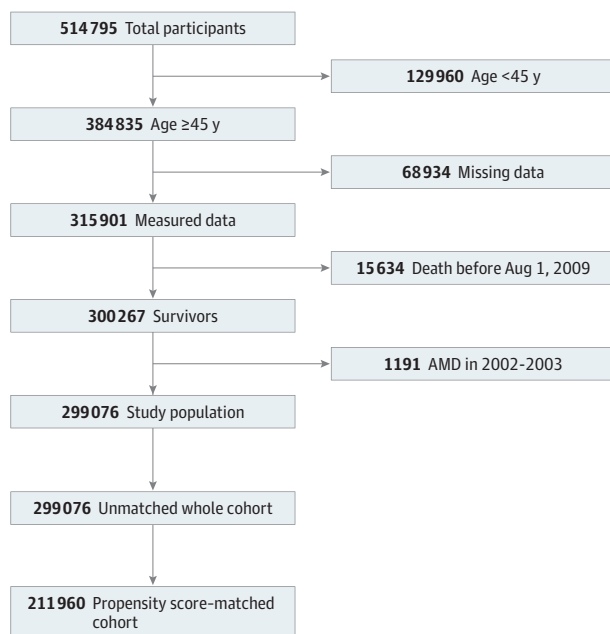 514795 Total participants
129960 Age <45 y
384835 Age ≥45 y
68934 Missing data
315901 Measured data
15634 Death before Aug 1, 2009
300267 Survivors
1191 AMD in 2002-2003
299076 Study population
299076 Unmatched whole cohort
211960 Propensity score-matched
cohort